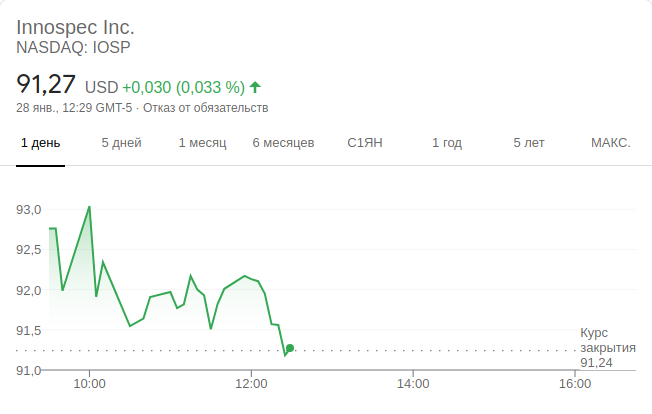 Innospec Inc.
NASDAQ: IOSP
91,27 USD +0,030 (0,033 %)
28 янв., 12:29 GMT-5 · Отказ от обязательств
1 день 5 дней 1 месяц 6 месяцев С1ЯН 1 год 5 лет МАКС.
93,0
92,5
92,0
91,5
91,0
Курс
закрытия
91,24
10:00 12:00 14:00 16:00